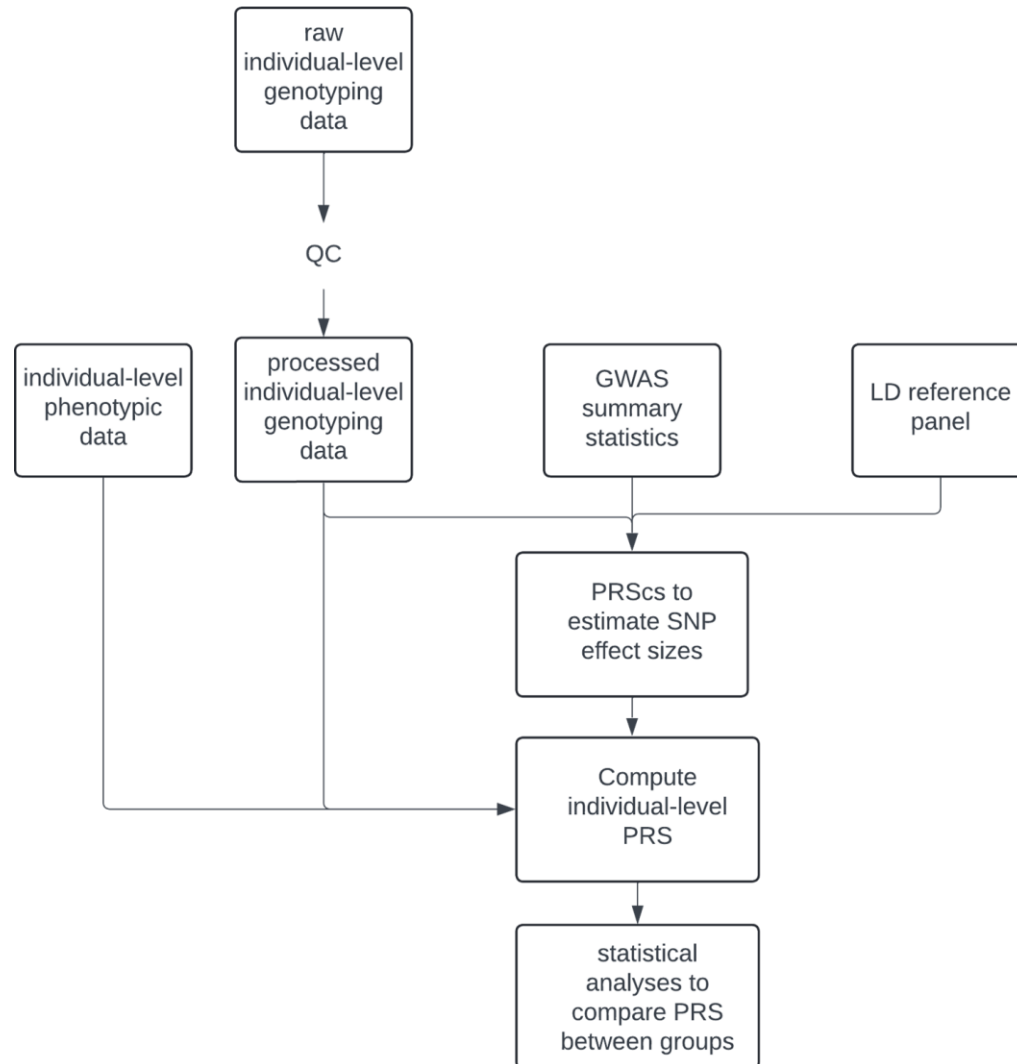 raw
individual-level
genotyping
data
QC
individual-level
phenotypic
data
processed
individual-level
genotyping
data
GWAS
summary
statistics
LD reference
panel
PRScs to
estimate SNP
effect sizes
Compute
individual-level
PRS
statistical
analyses to
compare PRS
between groups